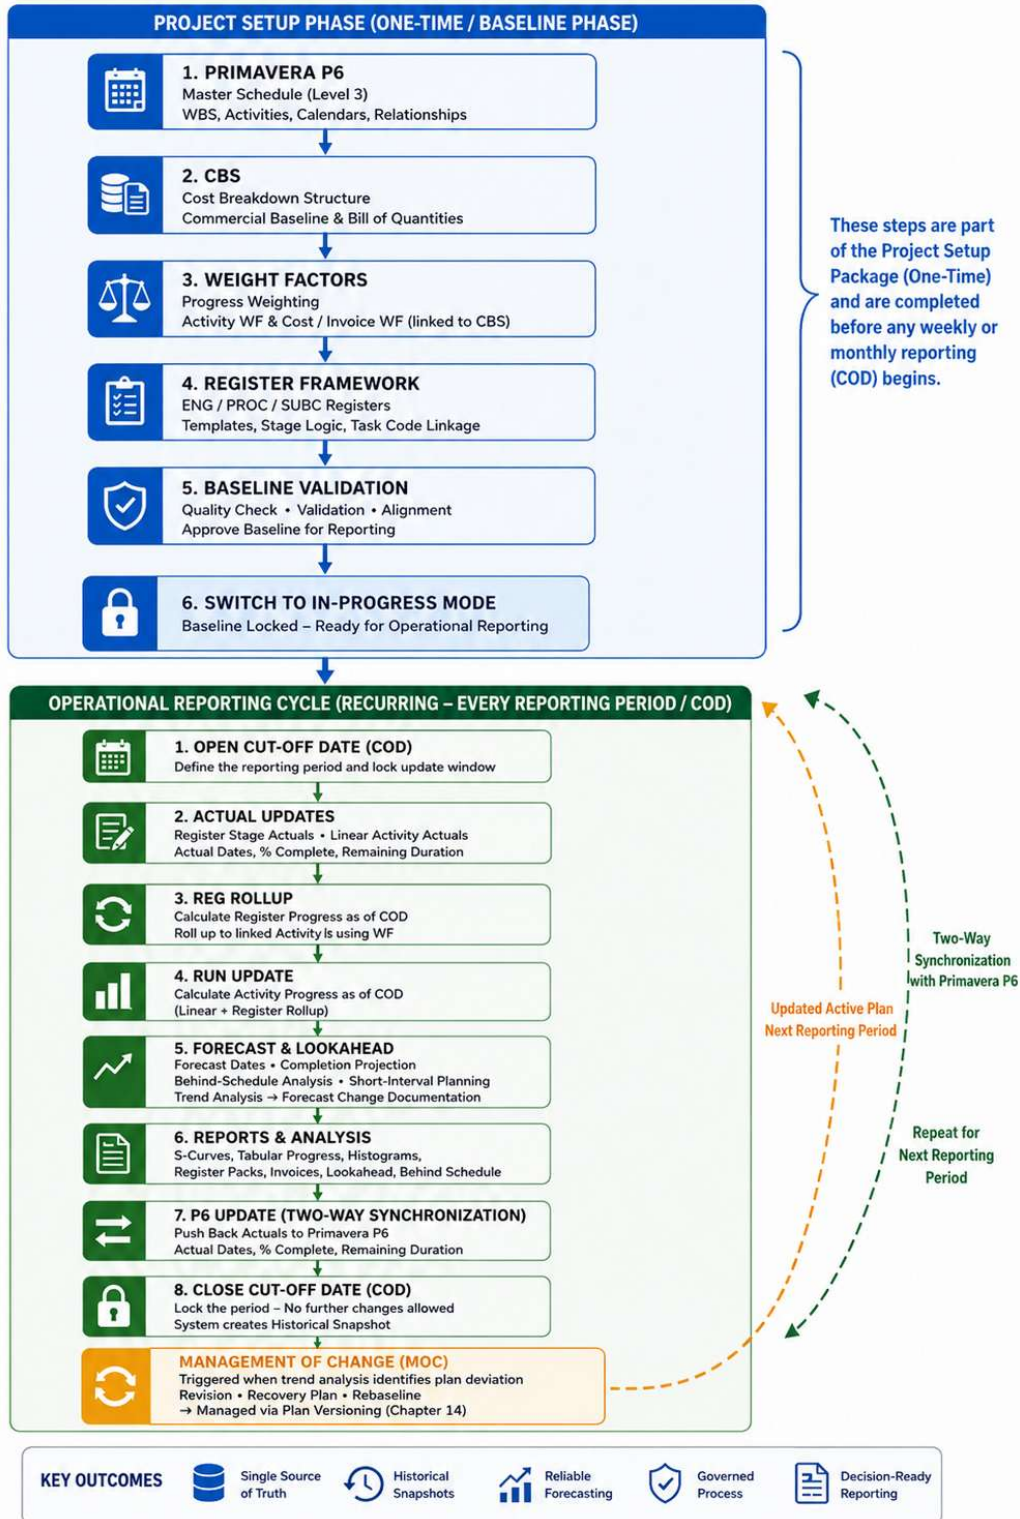 PROJECT SETUP PHASE (ONE-TIME / BASELINE PHASE)
1. PRIMAVERA P6
Master Schedule (Level 3)
WBS, Activities, Calendars, Relationships
2. CBS
Cost Breakdown Structure
Commercial Baseline & Bill of Quantities
3. WEIGHT FACTORS
Progress Weighting
Activity WF & Cost / Invoice WF (linked to CBS)
4. REGISTER FRAMEWORK
ENG / PROC / SUBC Registers
Templates, Stage Logic, Task Code Linkage
5. BASELINE VALIDATION
Quality Check • Validation • Alignment
Approve Baseline for Reporting
6. SWITCH TO IN-PROGRESS MODE
Baseline Locked – Ready for Operational Reporting
These steps are part
of the Project Setup
Package (One-Time)
and are completed
before any weekly or
monthly reporting
(COD) begins.
OPERATIONAL REPORTING CYCLE (RECURRING – EVERY REPORTING PERIOD / COD)
1. OPEN CUT-OFF DATE (COD)
Define the reporting period and lock update window
2. ACTUAL UPDATES
Register Stage Actuals • Linear Activity Actuals
Actual Dates, % Complete, Remaining Duration
3. REG ROLLUP
Calculate Register Progress as of COD
Roll up to linked Activity Is using WF
4. RUN UPDATE
Calculate Activity Progress as of COD
(Linear + Register Rollup)
5. FORECAST & LOOKAHEAD
Forecast Dates • Completion Projection
Behind-Schedule Analysis • Short-Interval Planning
Trend Analysis → Forecast Change Documentation
6. REPORTS & ANALYSIS
S-Curves, Tabular Progress, Histograms,
Register Packs, Invoices, Lookahead, Behind Schedule
7. P6 UPDATE (TWO-WAY SYNCHRONIZATION)
Push Back Actuals to Primavera P6
Actual Dates, % Complete, Remaining Duration
8. CLOSE CUT-OFF DATE (COD)
Lock the period – No further changes allowed
System creates Historical Snapshot
MANAGEMENT OF CHANGE (MOC)
Triggered when trend analysis identifies plan deviation
Revision • Recovery Plan • Rebaseline
→ Managed via Plan Versioning (Chapter 14)
Updated Active Plan
Next Reporting Period
Two-Way
Synchronization
with Primavera P6
Repeat for
Next Reporting
Period
KEY OUTCOMES
Single Source
of Truth
Historical
Snapshots
Reliable
Forecasting
Governed
Process
Decision-Ready
Reporting